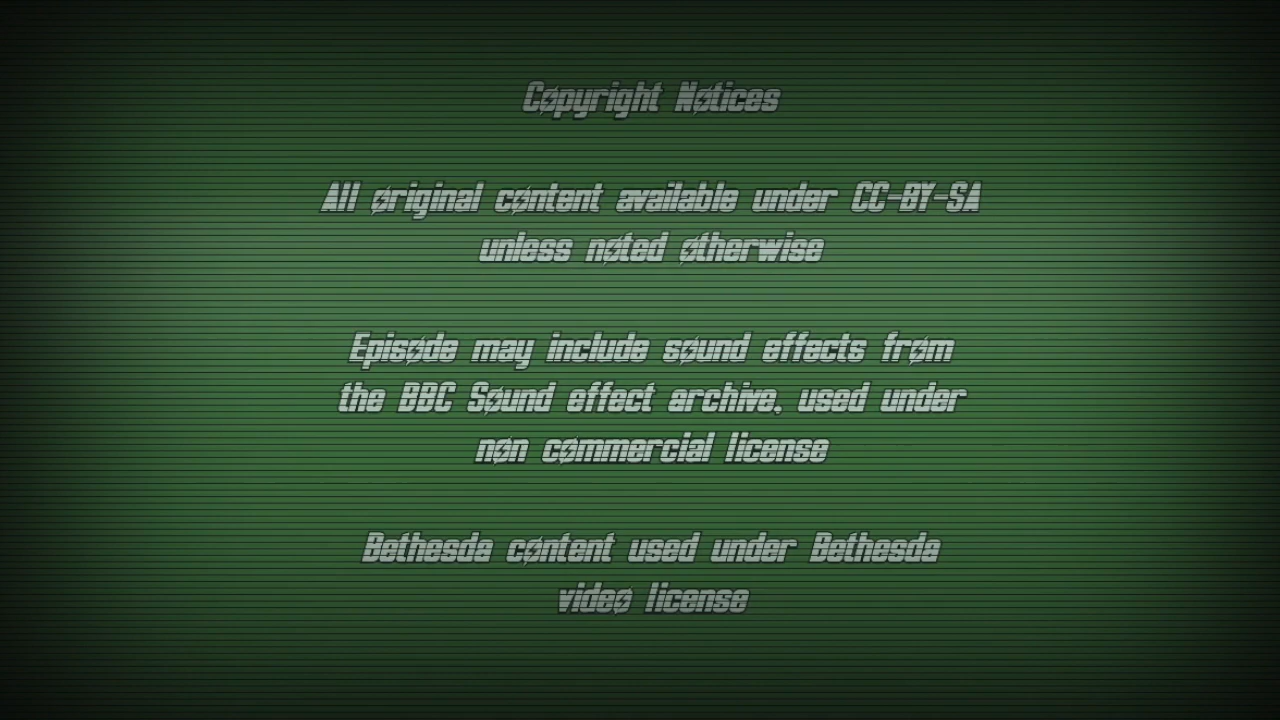 Copyright Notices
All original content available under CC-BY-SA
unless noted otherwise
Episode may include sound effects from
the BBC Sound effect archive, used under
non commercial license
Bethesda content used under Bethesda
video license